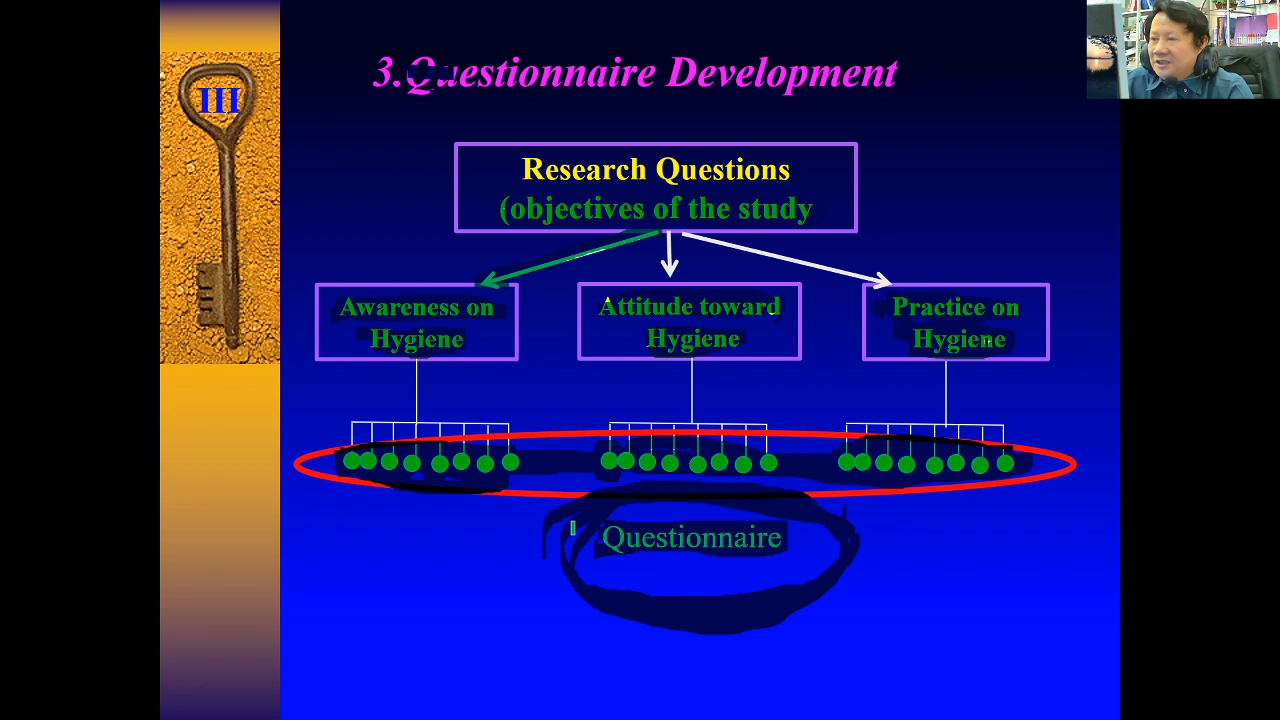 3.Questionnaire Development
III
Research Questions
(objectives of the study
Awareness on
Hygiene
Attitude toward
Hygiene
Practice on
Hygiene
Questionnaire